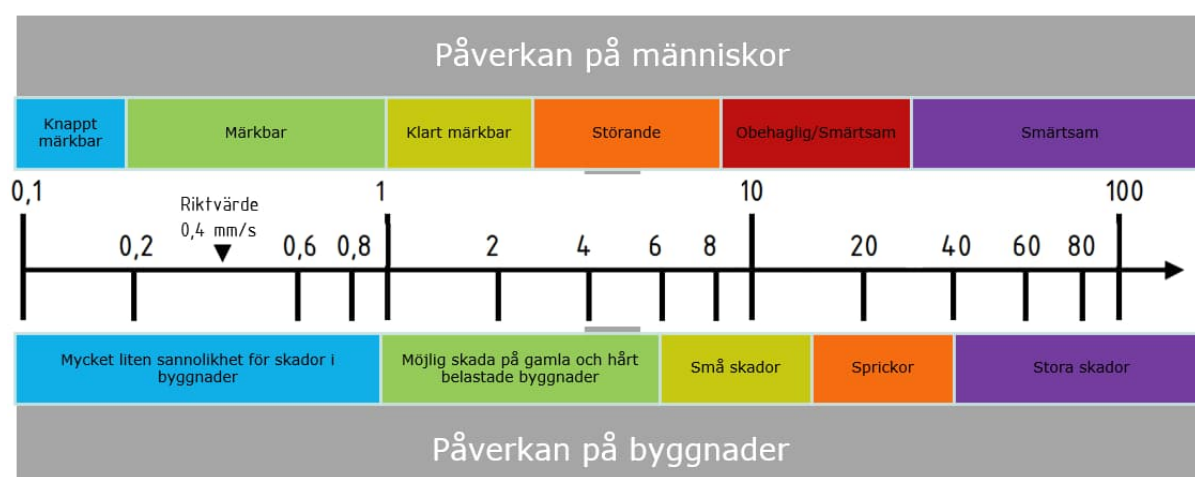 Påverkan på människor
Knappt
märkbar
Märkbar
Klart märkbar
Störande
Obehaglig/Smärtsam
Smärtsam
0,1
1
10
100
Riktvärde
0,4 mm/s
0,2
0,6
0,8
2
4
6
8
20
40
60
80
Mycket liten sannolikhet för skador i
byggnader
Möjlig skada på gamla och hårt
belastade byggnader
Små skador
Sprickor
Stora skador
Påverkan på byggnader